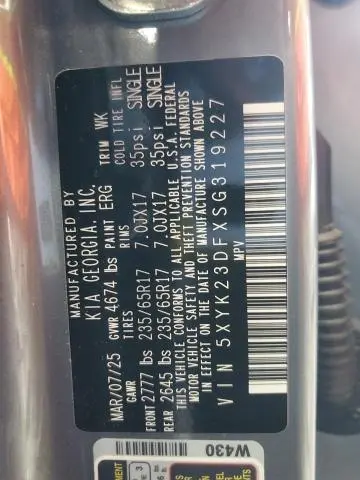 MANUFACTURED BY
KIA GEORGIA, INC.
GVWR 4674 lbs PAINT ERG TRIM WK
MAR/07/25 TIRES RIMS COLD TIRE INFL
GAWR
FRONT 2777 lbs 235/65R17 7.0JX17 35psi SINGLE
REAR 2645 lbs 235/65R17 7.0JX17 35psi SINGLE
THIS VEHICLE CONFORMS TO ALL APPLICABLE U.S.A. FEDERAL
MOTOR VEHICLE SAFETY AND THEFT PREVENTION STANDARDS
IN EFFECT ON THE DATE OF MANUFACTURE SHOWN ABOVE
VIN 5XYK23DFXSG319227
MPV
W430